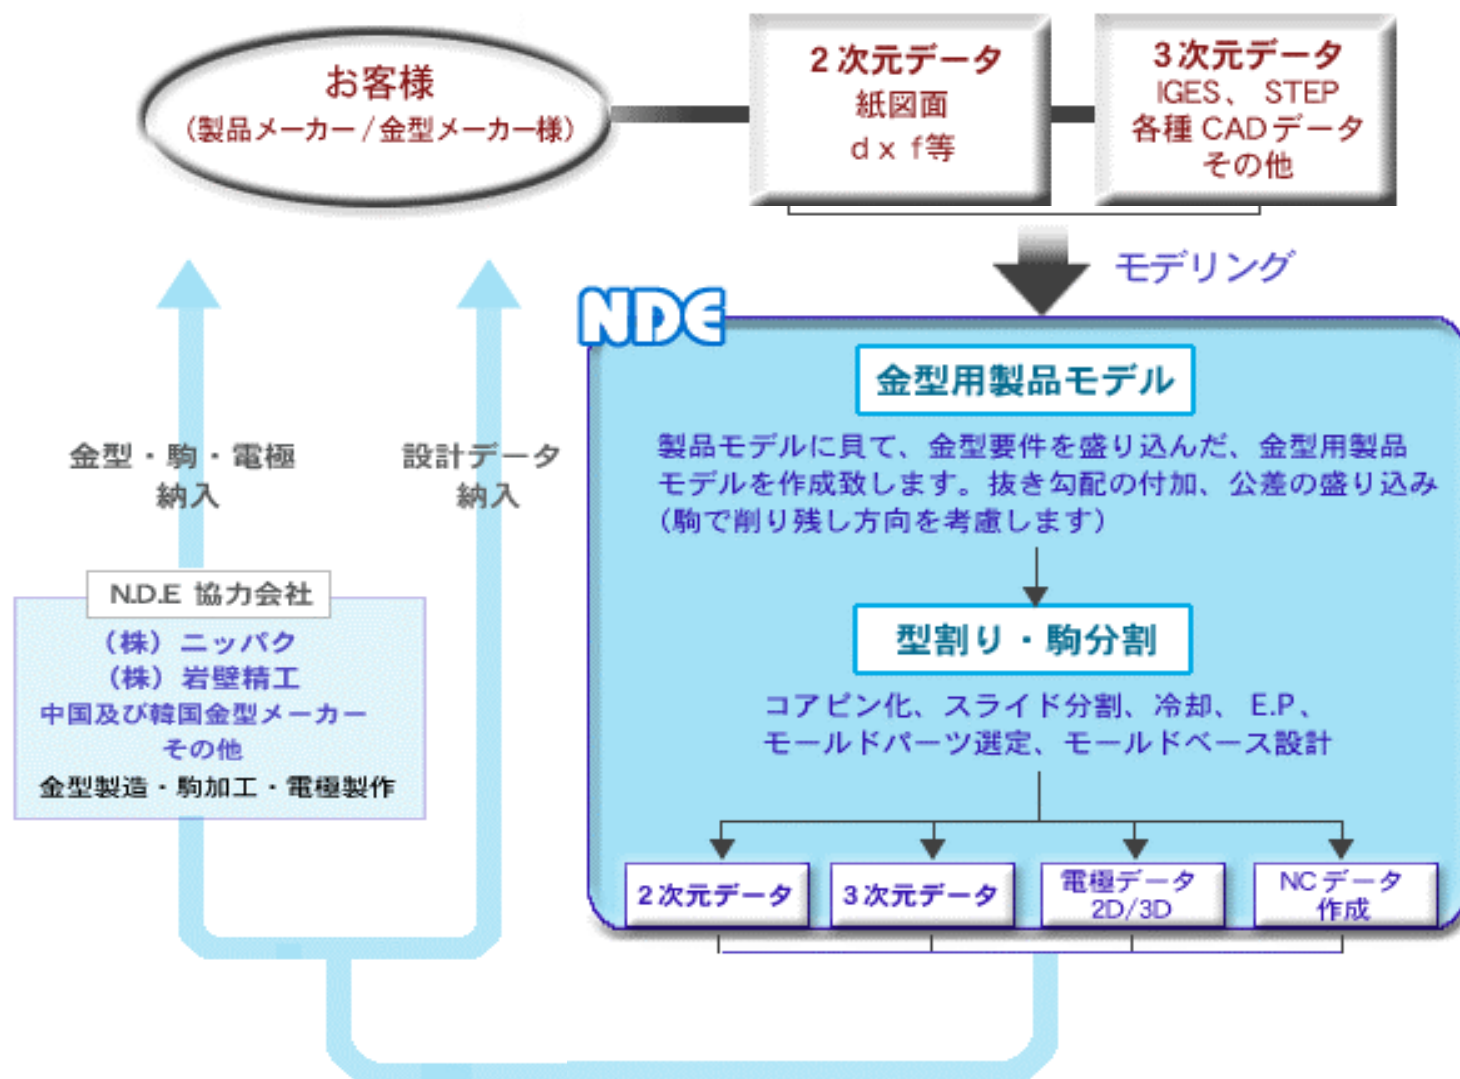 お客様
（製品メーカー/金型メーカー様）
2次元データ
紙図面
dxf等
3次元データ
IGES、STEP
各種CADデータ
その他
モデリング
NDE
金型用製品モデル
製品モデルに見て、金型要件を盛り込んだ、金型用製品
モデルを作成致します。抜き勾配の付加、公差の盛り込み
（駒で削り残し方向を考慮します）
型割り・駒分割
コアピン化、スライド分割、冷却、E.P、
モールドパーツ選定、モールドベース設計
2次元データ
3次元データ
電極データ
2D/3D
NCデータ
作成
金型・駒・電極
納入
設計データ
納入
N.D.E 協力会社
（株）ニッパク
（株）岩壁精工
中国及び韓国金型メーカー
その他
金型製造・駒加工・電極製作